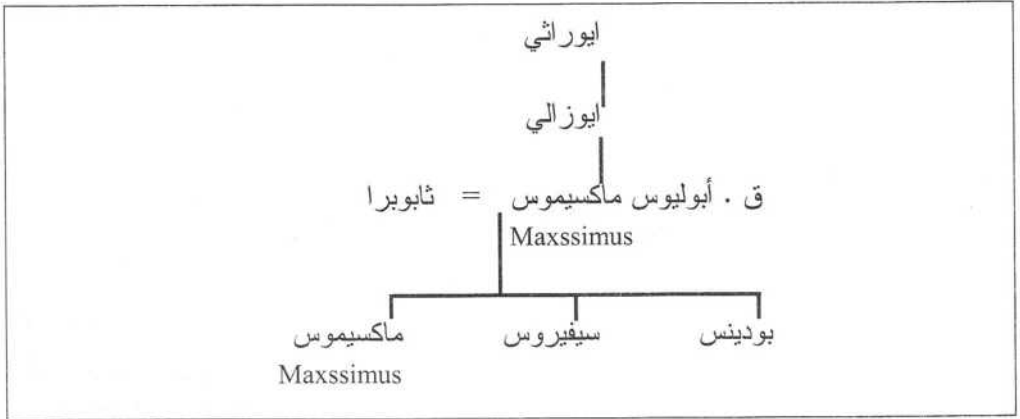 ايوراثي
ايوزالي
ق . أبوليوس ماكسيموس = ثابوبرا
Maxssimus
بودينس سيفيروس ماكسيموس
Maxssimus